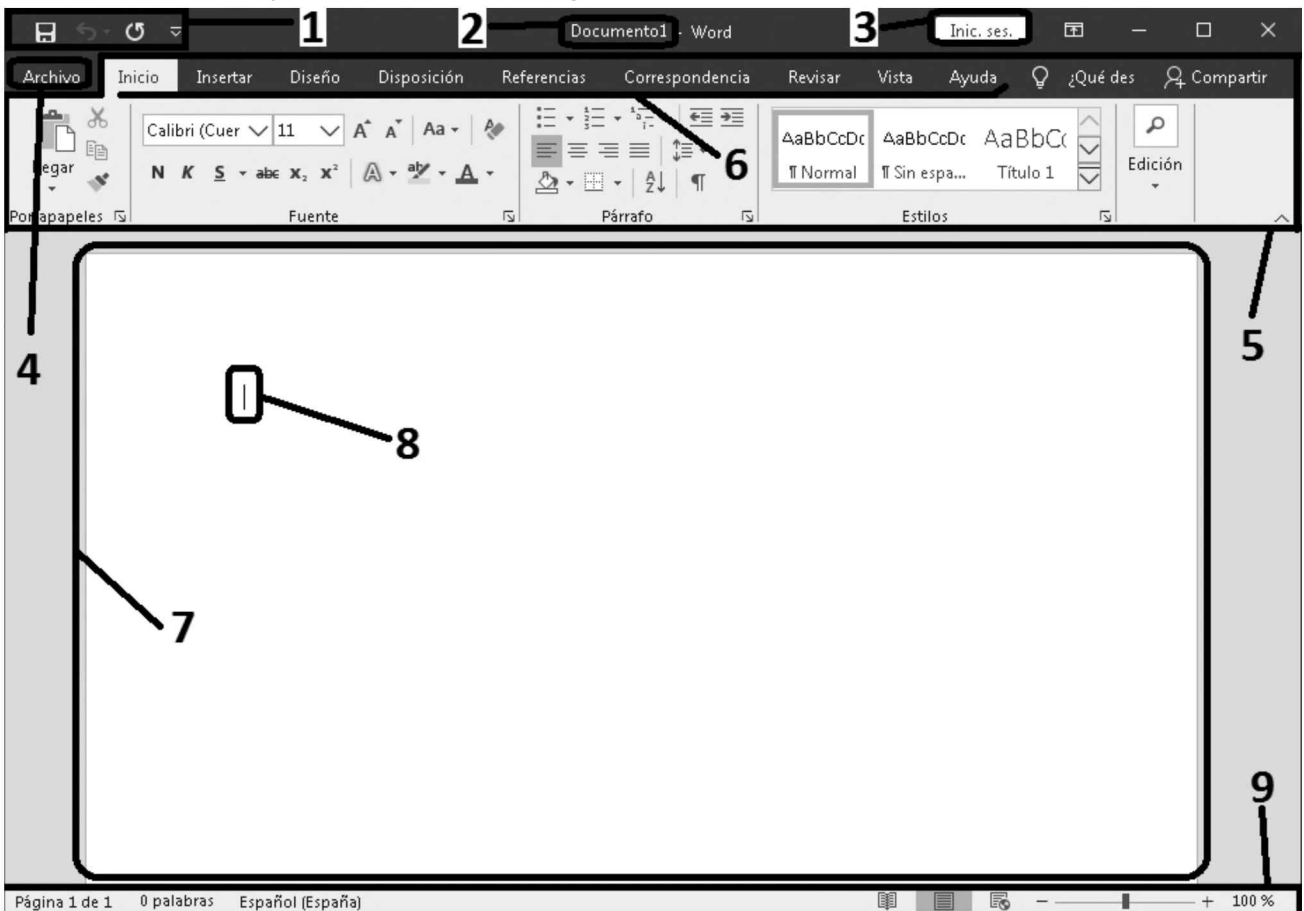 1 2 Documento1 - Word 3 Inic. ses.
Archivo Inicio Insertar Diseño Disposición Referencias Correspondencia Revisar Vista Ayuda ¿Qué des Compartir
Calibri (Cuer 11 A A Aa AaBbCcDc AaBbCcDc AaBbC
N K S abc x₂ x² A aby A 6 ¶ Normal ¶ Sin espa... Título 1 Edición
Fuente Párrafo Estilos
4 5
8
7
9
Página 1 de 1 0 palabras Español (España) 100 %